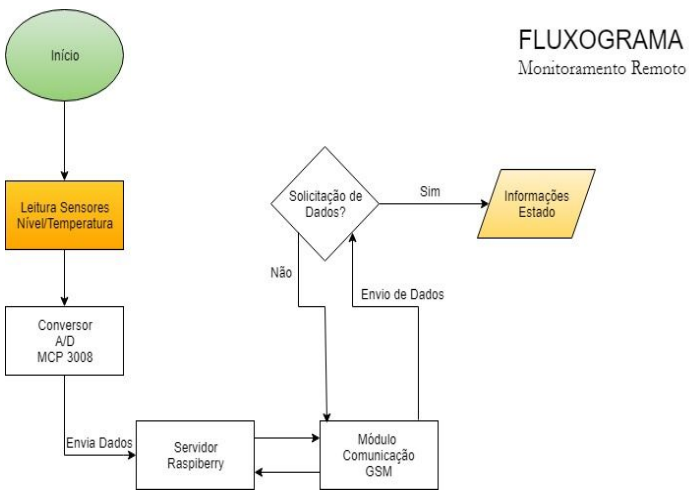 FLUXOGRAMA
Monitoramento Remoto
Início
Leitura Sensores
Nível/Temperatura
Conversor
A/D
MCP 3008
Envia Dados
Servidor
Raspiberry
Módulo
Comunicação
GSM
Envio de Dados
Não
Solicitação de
Dados?
Sim
Informações
Estado